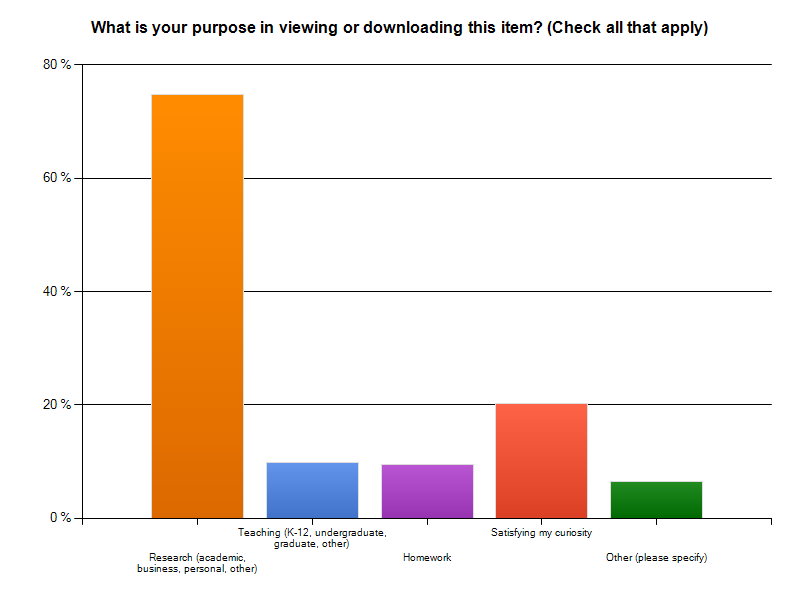 What is your purpose in viewing or downloading this item? (Check all that apply)
80 %
60 %
40 %
20 %
0 %
Teaching (K-12, undergraduate,
graduate, other)
Satisfying my curiosity
Research (academic,
business, personal, other)
Homework
Other (please specify)